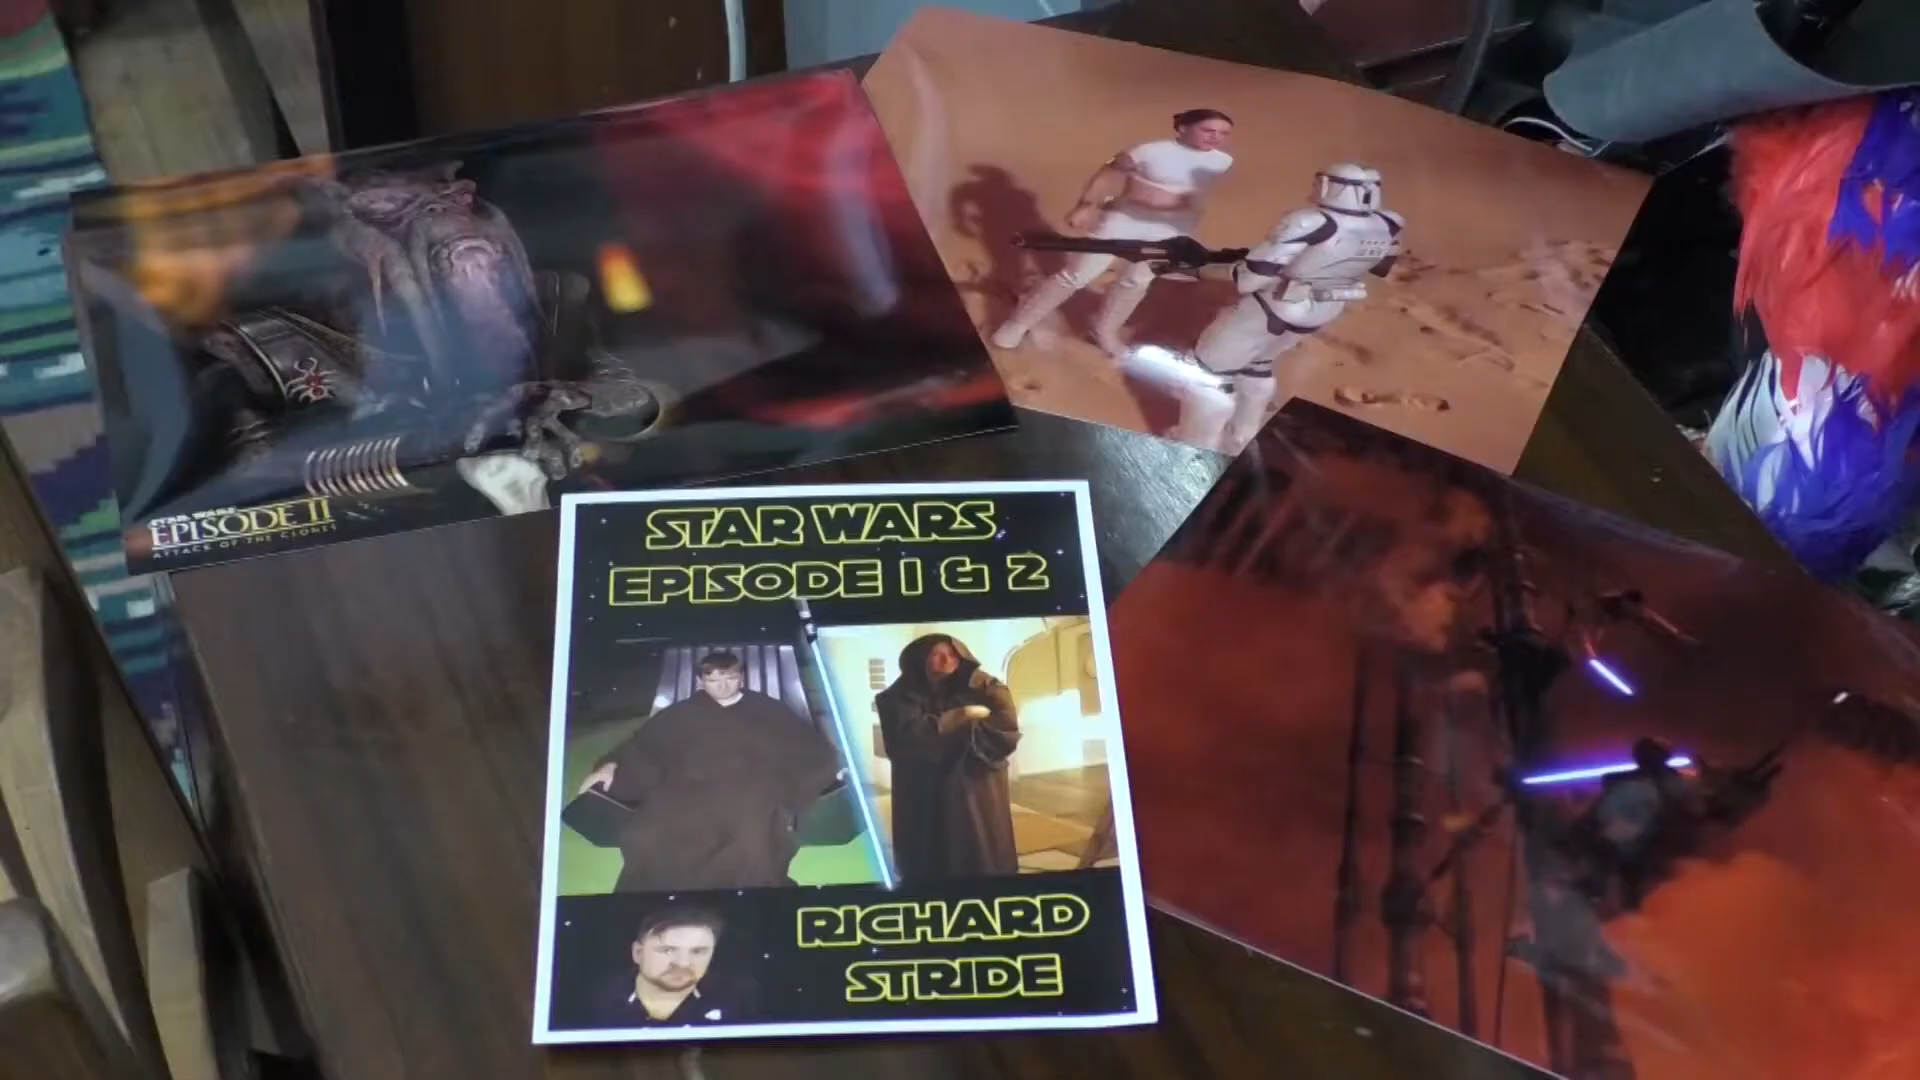 STAR WARS
EPISODE II
ATTACK OF THE CLONES
STAR WARS
EPISODE 1 & 2
RICHARD
STRIDE